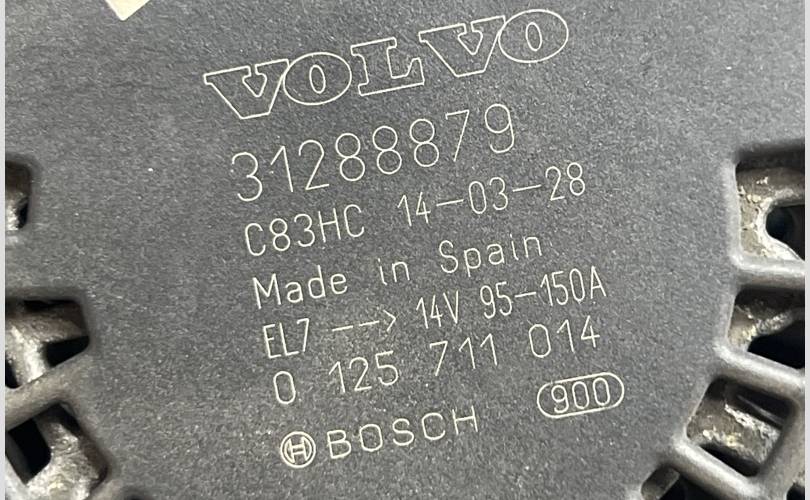 VOLVO
31288879
C83HC 14-03-28
Made in Spain
EL7 --> 14V 95-150A
0 125 711 014
900
H BOSCH